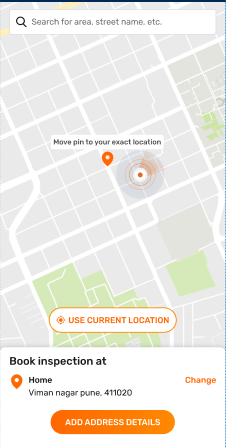 Search for area, street name, etc.
Move pin to your exact location
USE CURRENT LOCATION
Book inspection at
Home
Change
Viman nagar pune, 411020
ADD ADDRESS DETAILS